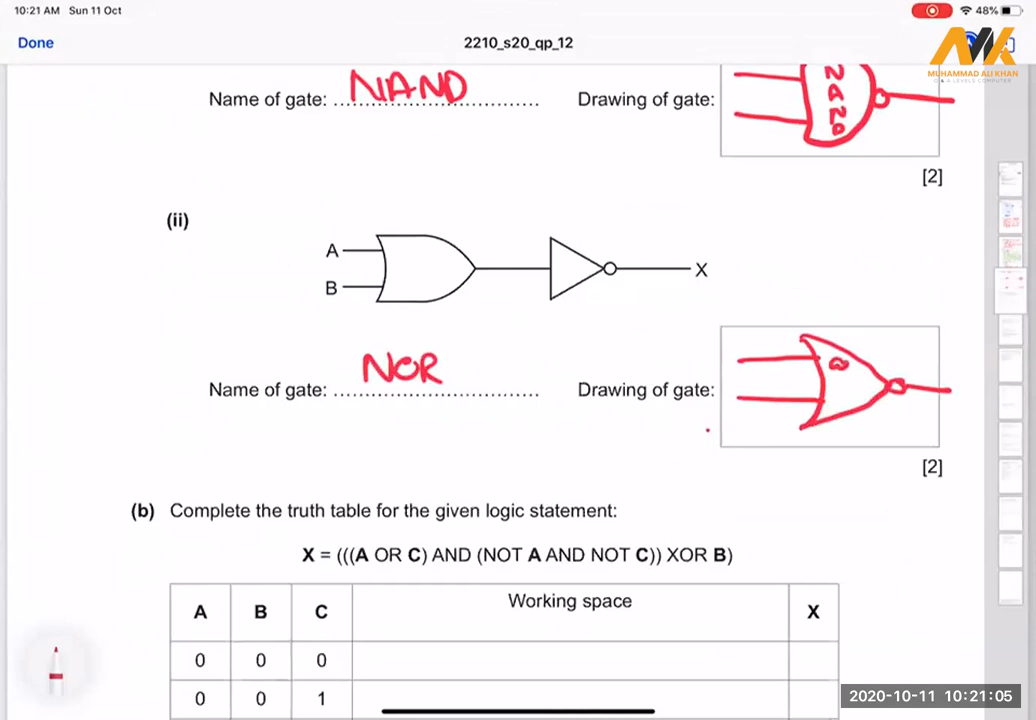 10:21 AM Sun 11 Oct
48%
Done
2210_s20_qp_12
MUHAMMAD ALI KHAN
O & A LEVELS COMPUTER
Name of gate: NAND Drawing of gate: NAND
[2]
(ii)
A
B
X
Name of gate: NOR Drawing of gate:
[2]
(b) Complete the truth table for the given logic statement:
X = (((A OR C) AND (NOT A AND NOT C)) XOR B)
A B C Working space X
0 0 0
0 0 1
2020-10-11 10:21:05